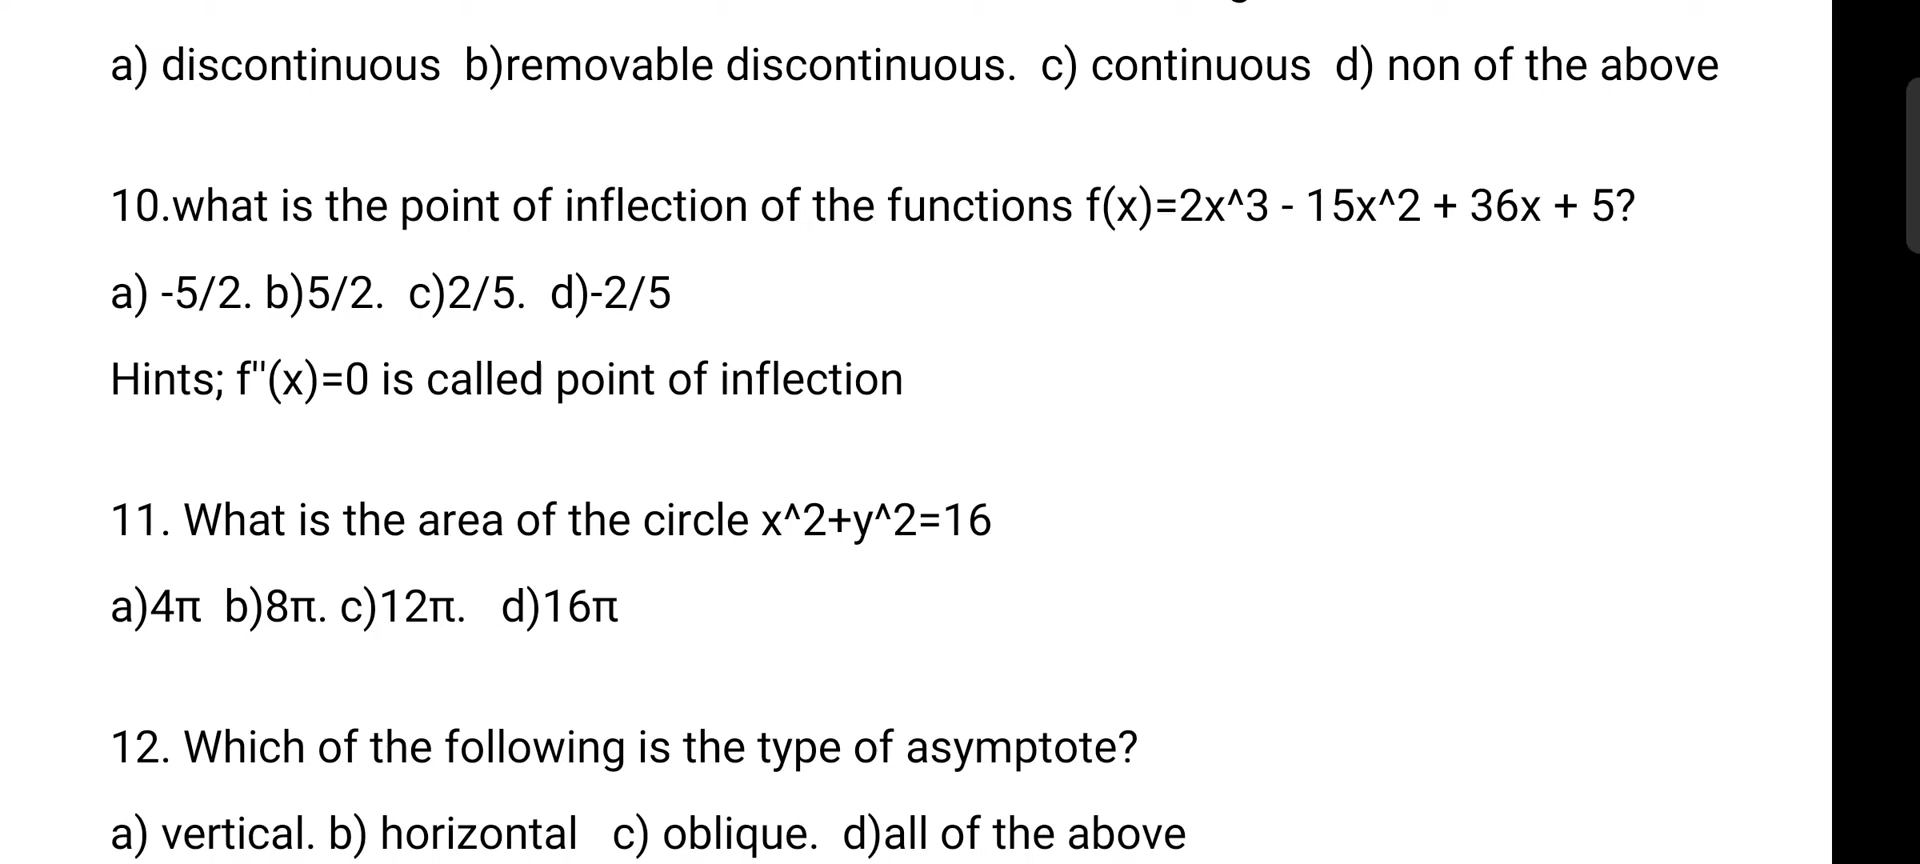 a) discontinuous b)removable discontinuous. c) continuous d) non of the above
10.what is the point of inflection of the functions f(x)=2x^3 - 15x^2 + 36x + 5?
a) -5/2. b)5/2. c)2/5. d)-2/5
Hints; f"(x)=0 is called point of inflection
11. What is the area of the circle x^2+y^2=16
a)4π b)8π. c)12π. d)16π
12. Which of the following is the type of asymptote?
a) vertical. b) horizontal c) oblique. d)all of the above